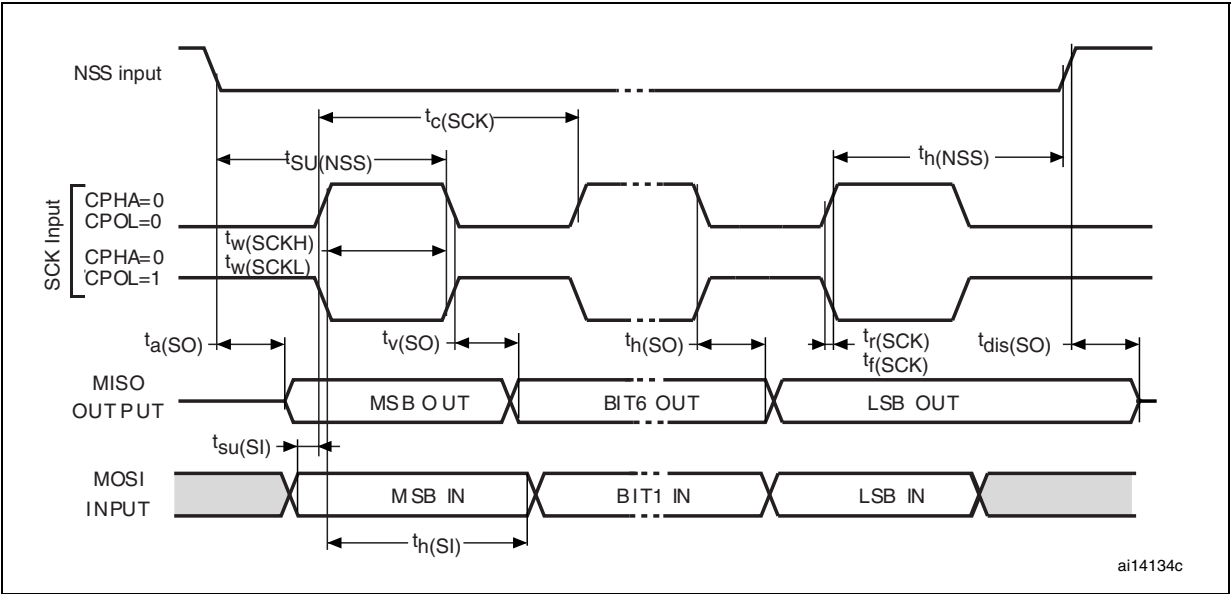 NSS input
tc(SCK)
tSU(NSS)
th(NSS)
SCK Input
CPHA=0
CPOL=0
tw(SCKH)
CPHA=0
tw(SCKL)
CPOL=1
ta(SO)
tv(SO)
th(SO)
tr(SCK)
tf(SCK)
tdis(SO)
MISO
OUTPUT
MSB OUT
BIT6 OUT
LSB OUT
tsu(SI)
MOSI
INPUT
MSB IN
BIT1 IN
LSB IN
th(SI)
ai14134c